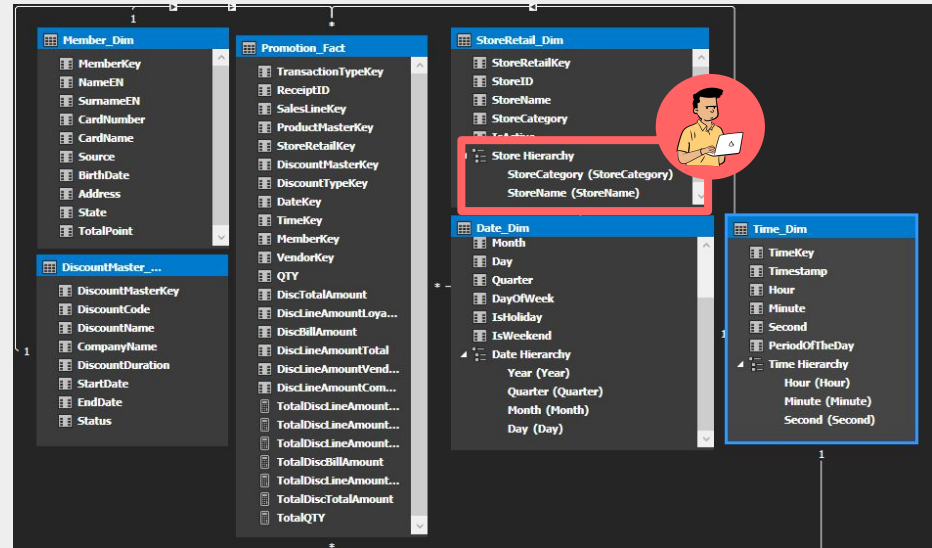 1
*
Member_Dim
MemberKey
NameEN
SurnameEN
CardNumber
CardName
Source
BirthDate
Address
State
TotalPoint
DiscountMaster_...
DiscountMasterKey
DiscountCode
DiscountName
CompanyName
DiscountDuration
StartDate
EndDate
Status
1
Promotion_Fact
TransactionTypeKey
ReceiptID
SalesLineKey
ProductMasterKey
StoreRetailKey
DiscountMasterKey
DiscountTypeKey
DateKey
TimeKey
MemberKey
VendorKey
QTY
DiscTotalAmount
DiscLineAmountLoya...
DiscBillAmount
DiscLineAmountTotal
DiscLineAmountVend...
DiscLineAmountCom...
TotalDiscLineAmount...
TotalDiscLineAmount...
TotalDiscLineAmount...
TotalDiscBillAmount
TotalDiscLineAmount...
TotalDiscTotalAmount
TotalQTY
*
StoreRetail_Dim
StoreRetailKey
StoreID
StoreName
StoreCategory
IsActive
Store Hierarchy
StoreCategory (StoreCategory)
StoreName (StoreName)
*
Date_Dim
Month
Day
Quarter
DayOfWeek
IsHoliday
IsWeekend
Date Hierarchy
Year (Year)
Quarter (Quarter)
Month (Month)
Day (Day)
1
Time_Dim
TimeKey
Timestamp
Hour
Minute
Second
PeriodOfTheDay
Time Hierarchy
Hour (Hour)
Minute (Minute)
Second (Second)
1